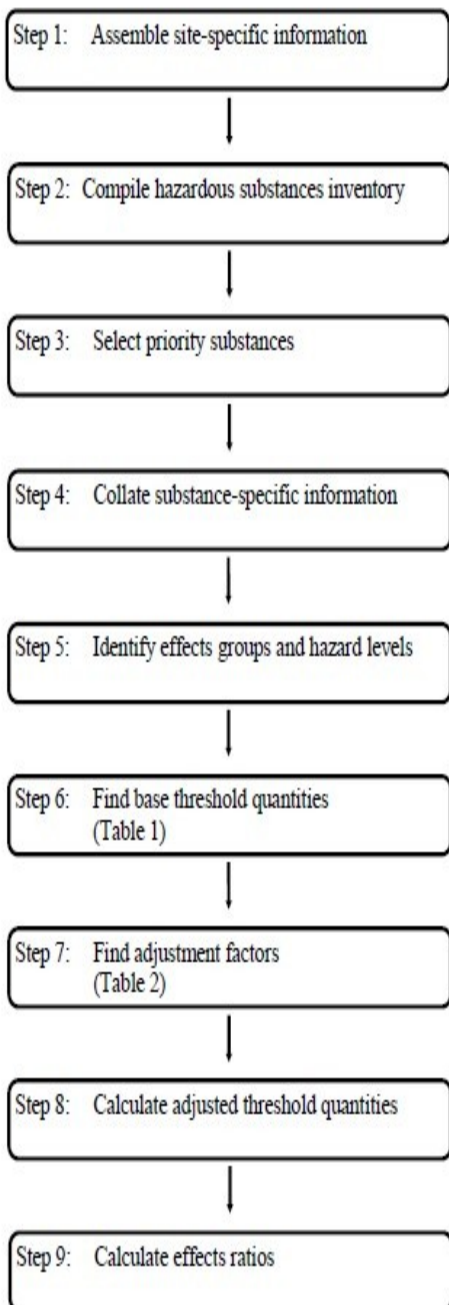 Step 1: Assemble site-specific information
Step 2: Compile hazardous substances inventory
Step 3: Select priority substances
Step 4: Collate substance-specific information
Step 5: Identify effects groups and hazard levels
Step 6: Find base threshold quantities
(Table 1)
Step 7: Find adjustment factors
(Table 2)
Step 8: Calculate adjusted threshold quantities
Step 9: Calculate effects ratios